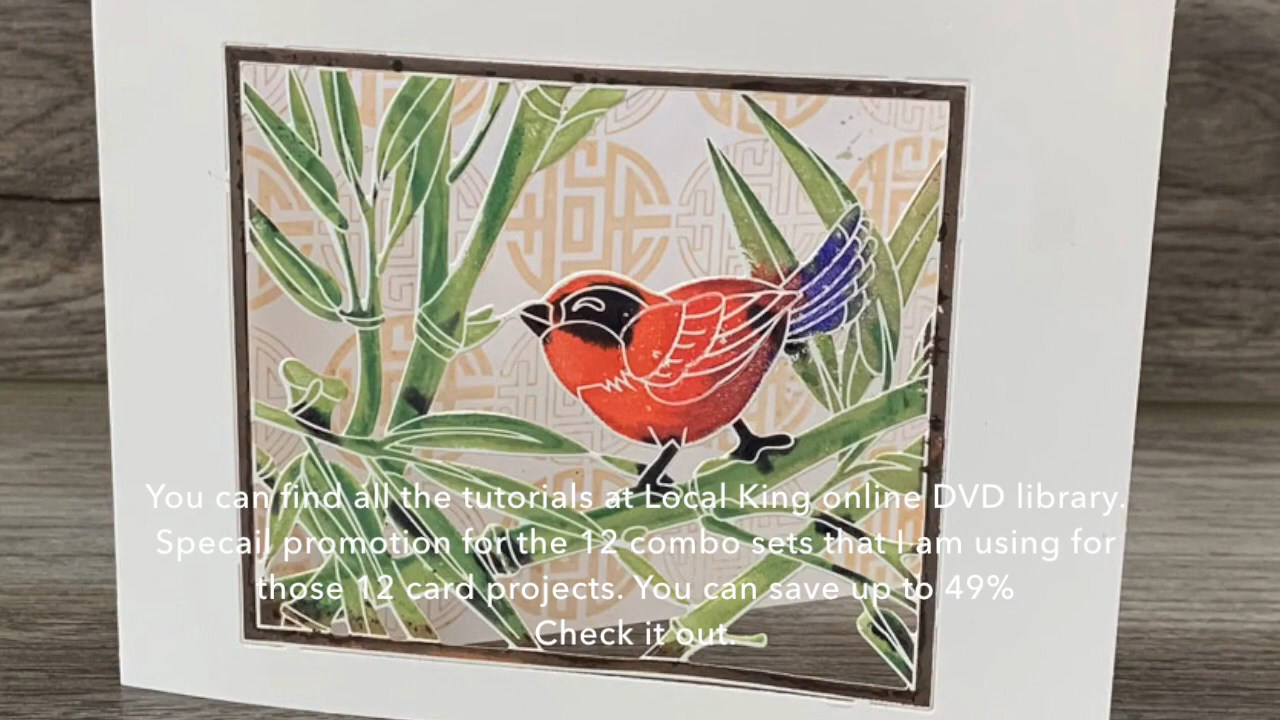 You can find all the tutorials at Local King online DVD library.
Specail promotion for the 12 combo sets that I am using for
those 12 card projects. You can save up to 49%
Check it out.